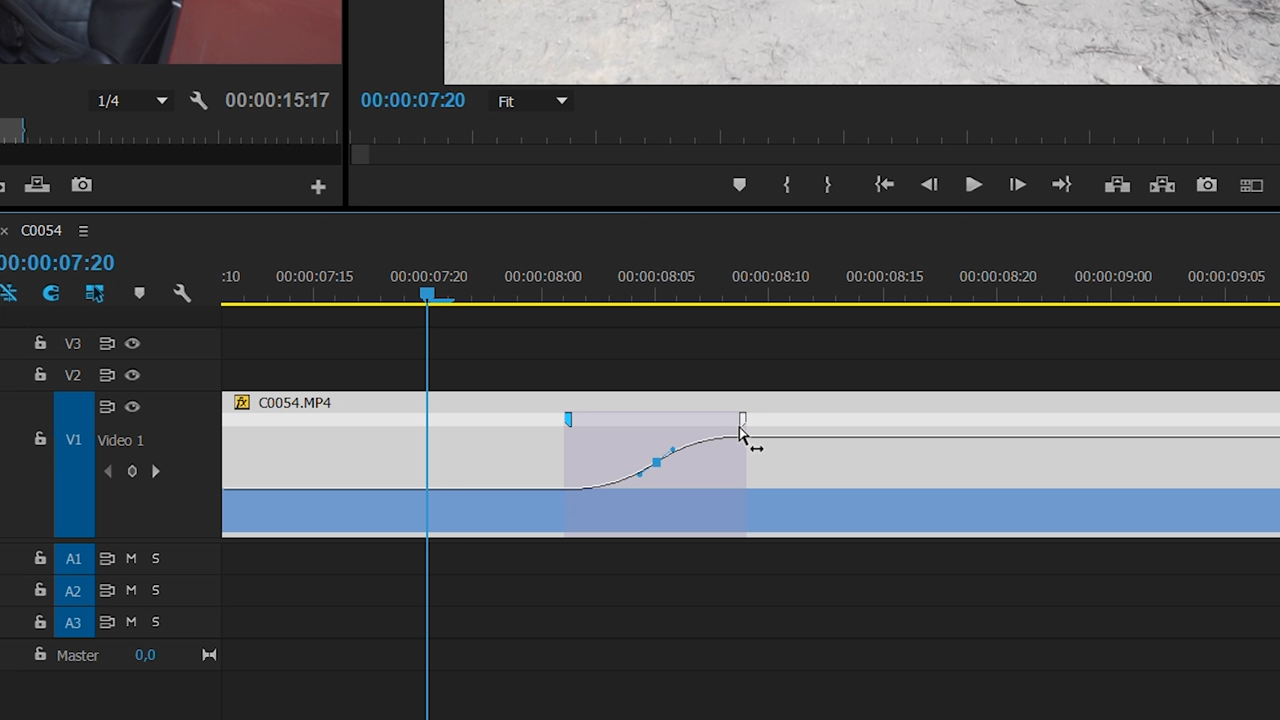 1/4
00:00:15:17
00:00:07:20
Fit
× C0054
00:00:07:20
:10
00:00:07:15
00:00:07:20
00:00:08:00
00:00:08:05
00:00:08:10
00:00:08:15
00:00:08:20
00:00:09:00
00:00:09:05
V3
V2
fx C0054.MP4
V1
Video 1
A1 M S
A2 M S
A3 M S
Master 0,0